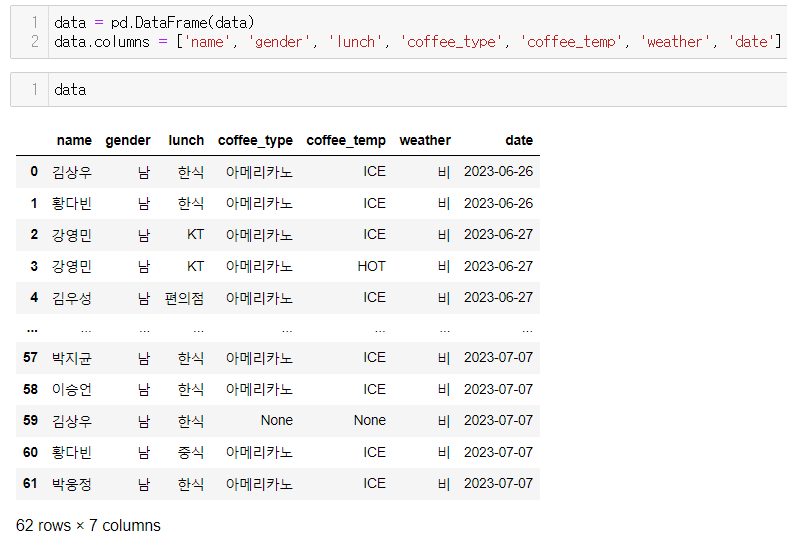 1 data = pd.DataFrame(data)
2 data.columns = ['name', 'gender', 'lunch', 'coffee_type', 'coffee_temp', 'weather', 'date']
1 data
name gender lunch coffee_type coffee_temp weather date
0 김상우 남 한식 아메리카노 ICE 비 2023-06-26
1 황다빈 남 한식 아메리카노 ICE 비 2023-06-26
2 강영민 남 KT 아메리카노 ICE 비 2023-06-27
3 강영민 남 KT 아메리카노 HOT 비 2023-06-27
4 김우성 남 편의점 아메리카노 ICE 비 2023-06-27
... ... ... ... ... ... ... ...
57 박지균 남 한식 아메리카노 ICE 비 2023-07-07
58 이승언 남 한식 아메리카노 ICE 비 2023-07-07
59 김상우 남 한식 None None 비 2023-07-07
60 황다빈 남 중식 아메리카노 ICE 비 2023-07-07
61 박웅정 남 한식 아메리카노 ICE 비 2023-07-07
62 rows × 7 columns